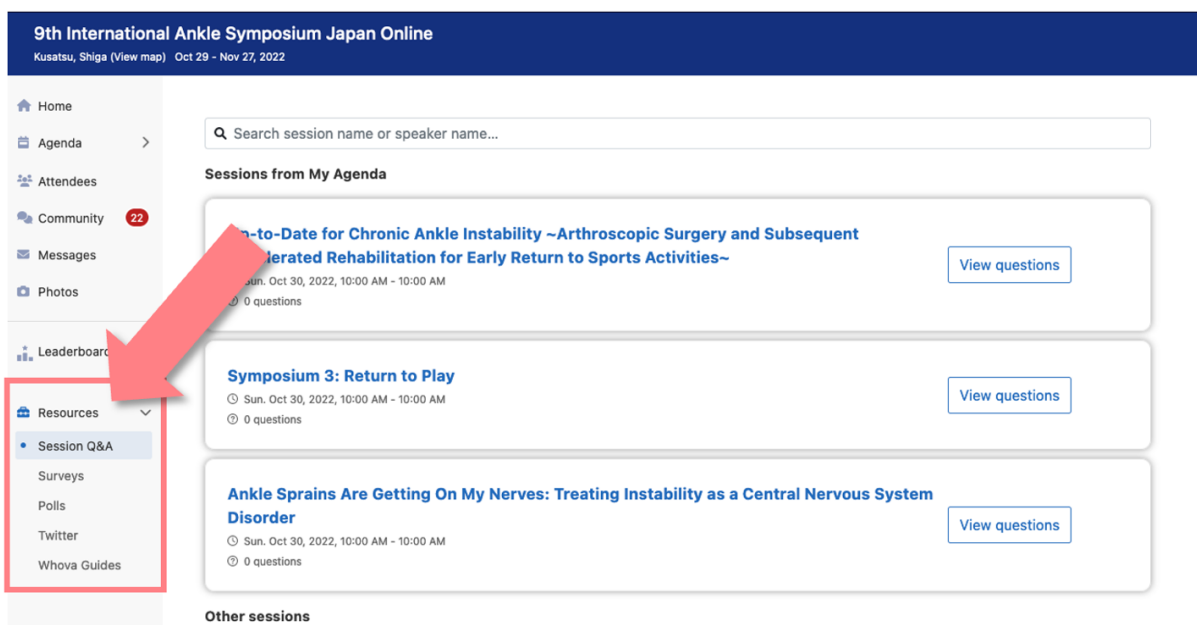 9th International Ankle Symposium Japan Online
Kusatsu, Shiga (View map) Oct 29 - Nov 27, 2022
Home
Agenda
Attendees
Community 22
Messages
Photos
Leaderboard
Resources
Session Q&A
Surveys
Polls
Twitter
Whova Guides
Search session name or speaker name...
Sessions from My Agenda
-to-Date for Chronic Ankle Instability ~Arthroscopic Surgery and Subsequent
Rehabilitation for Early Return to Sports Activities~
Sun. Oct 30, 2022, 10:00 AM - 10:00 AM
0 questions
View questions
Symposium 3: Return to Play
Sun. Oct 30, 2022, 10:00 AM - 10:00 AM
0 questions
View questions
Ankle Sprains Are Getting On My Nerves: Treating Instability as a Central Nervous System
Disorder
Sun. Oct 30, 2022, 10:00 AM - 10:00 AM
0 questions
View questions
Other sessions